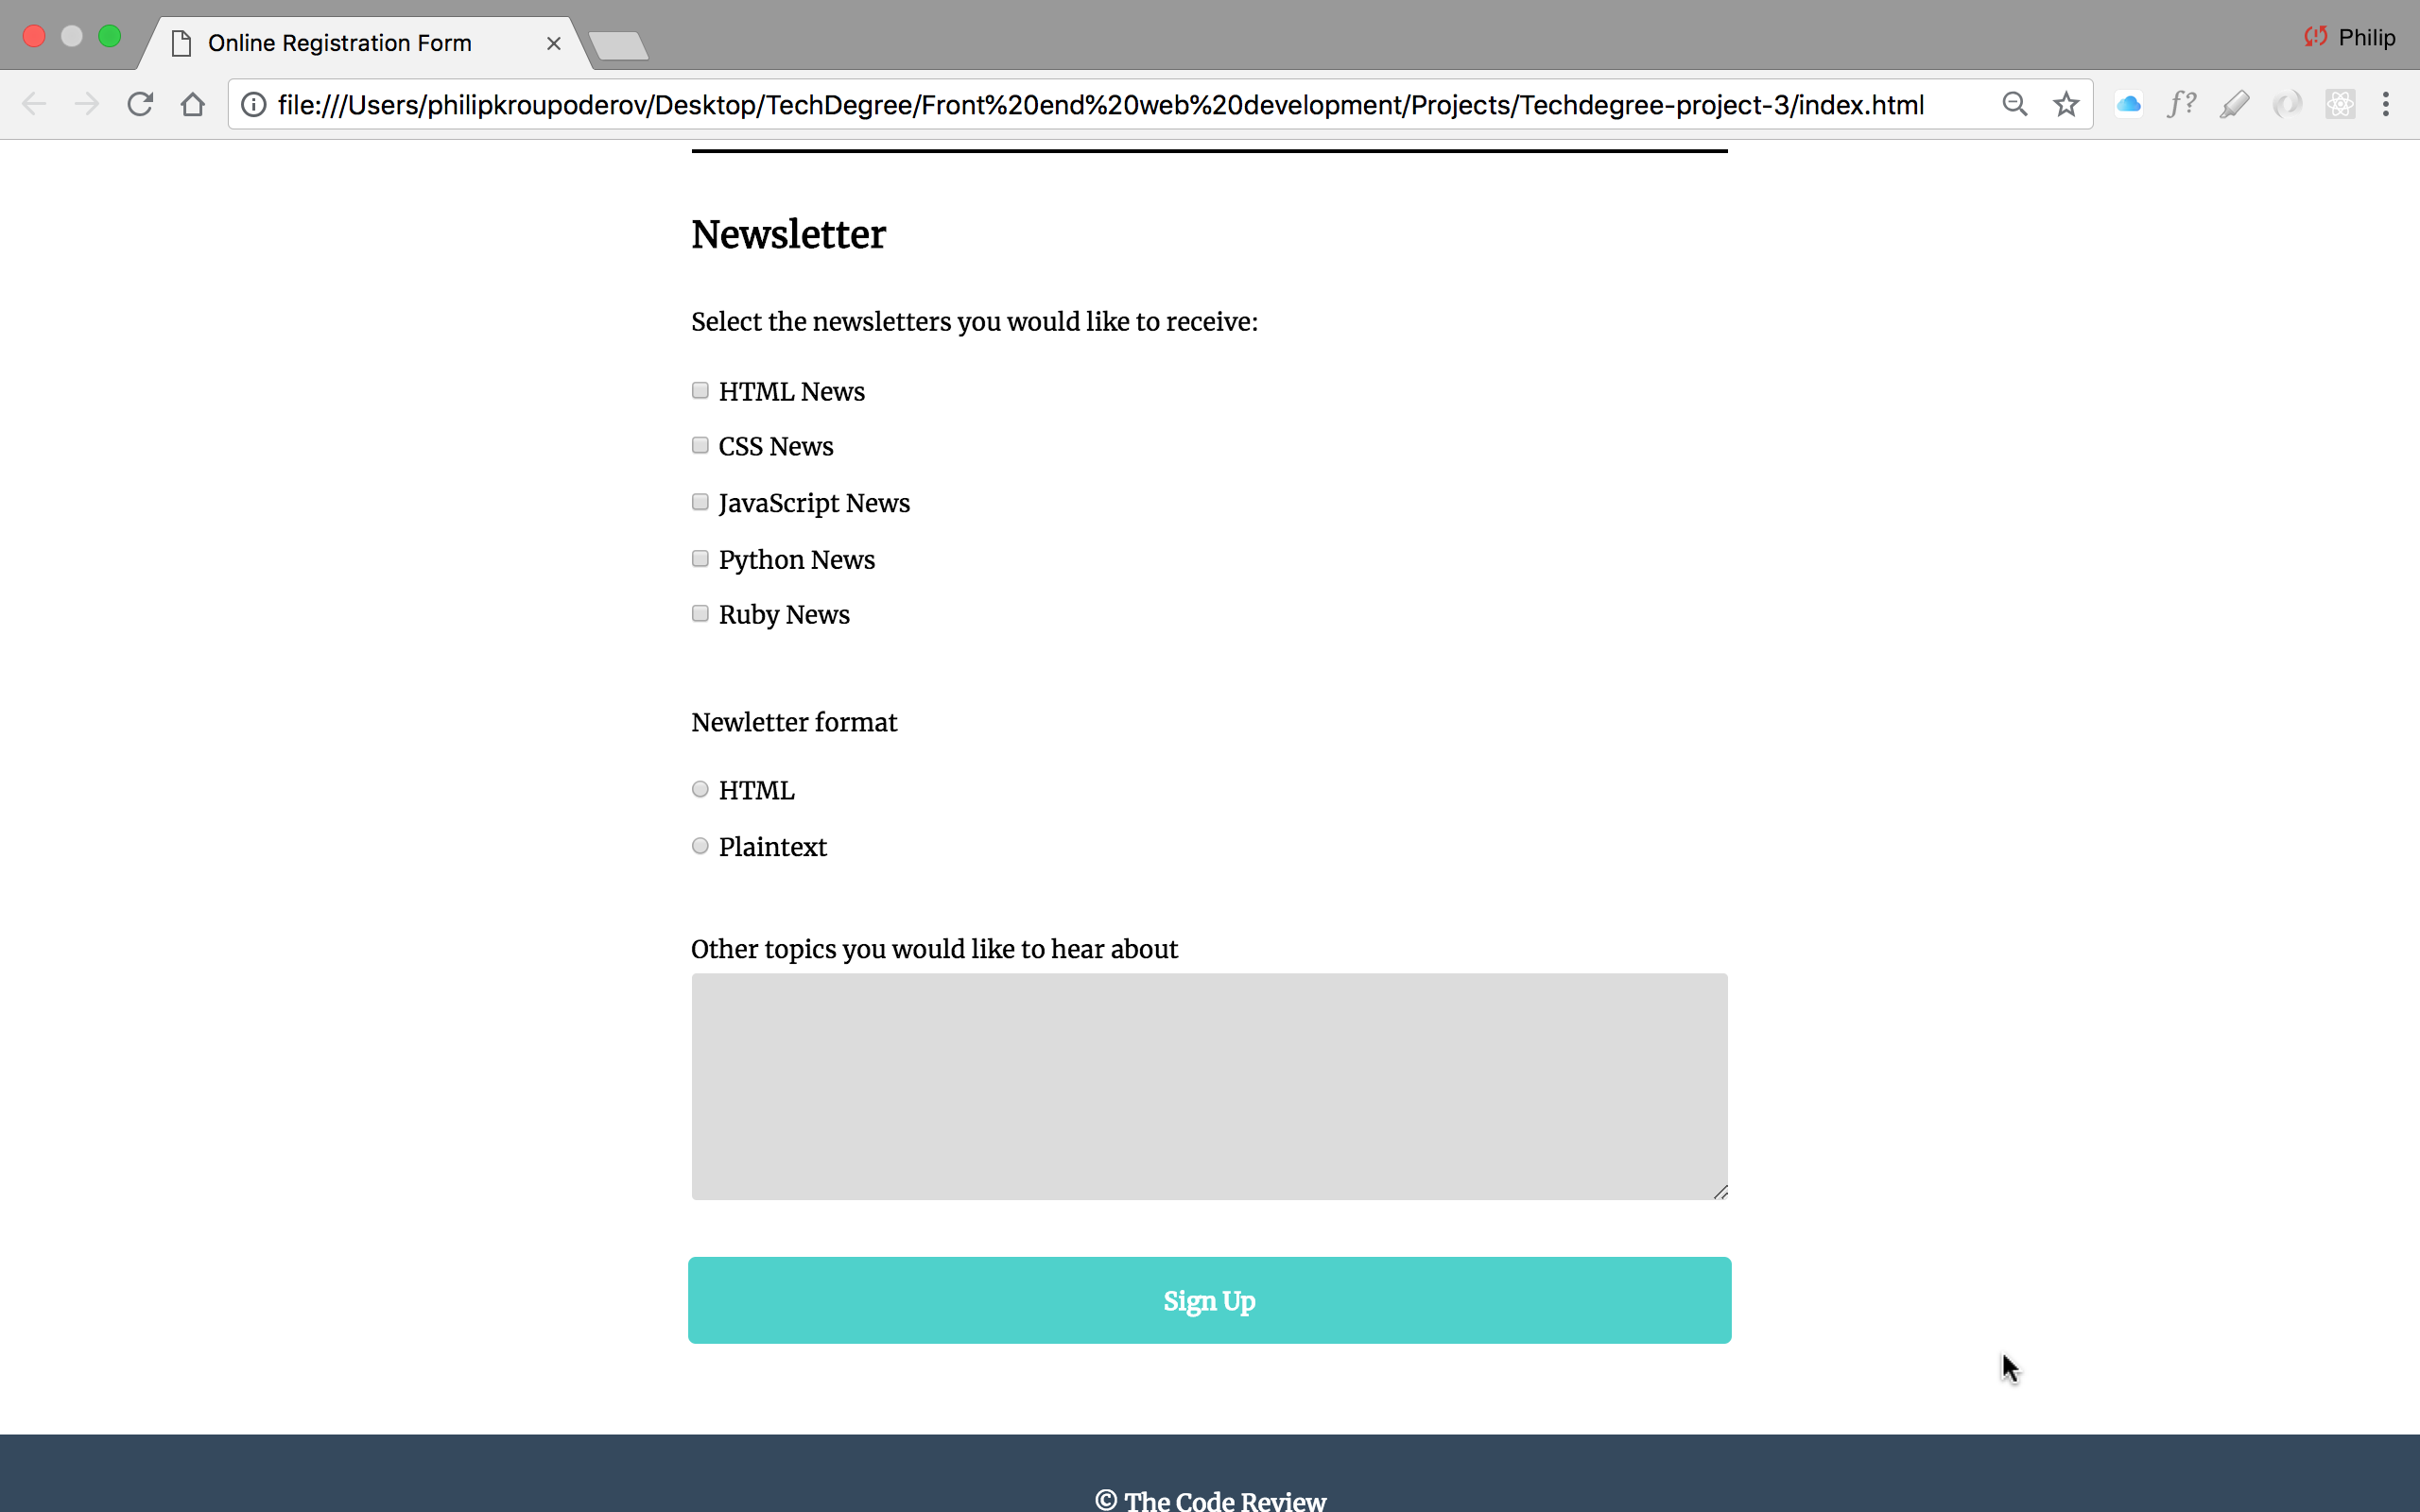 Online Registration Form
Philip
file:///Users/philipkroupoderov/Desktop/TechDegree/Front%20end%20web%20development/Projects/Techdegree-project-3/index.html
f?
Newsletter
Select the newsletters you would like to receive:
HTML News
CSS News
JavaScript News
Python News
Ruby News
Newletter format
HTML
Plaintext
Other topics you would like to hear about
Sign Up
© The Code Review